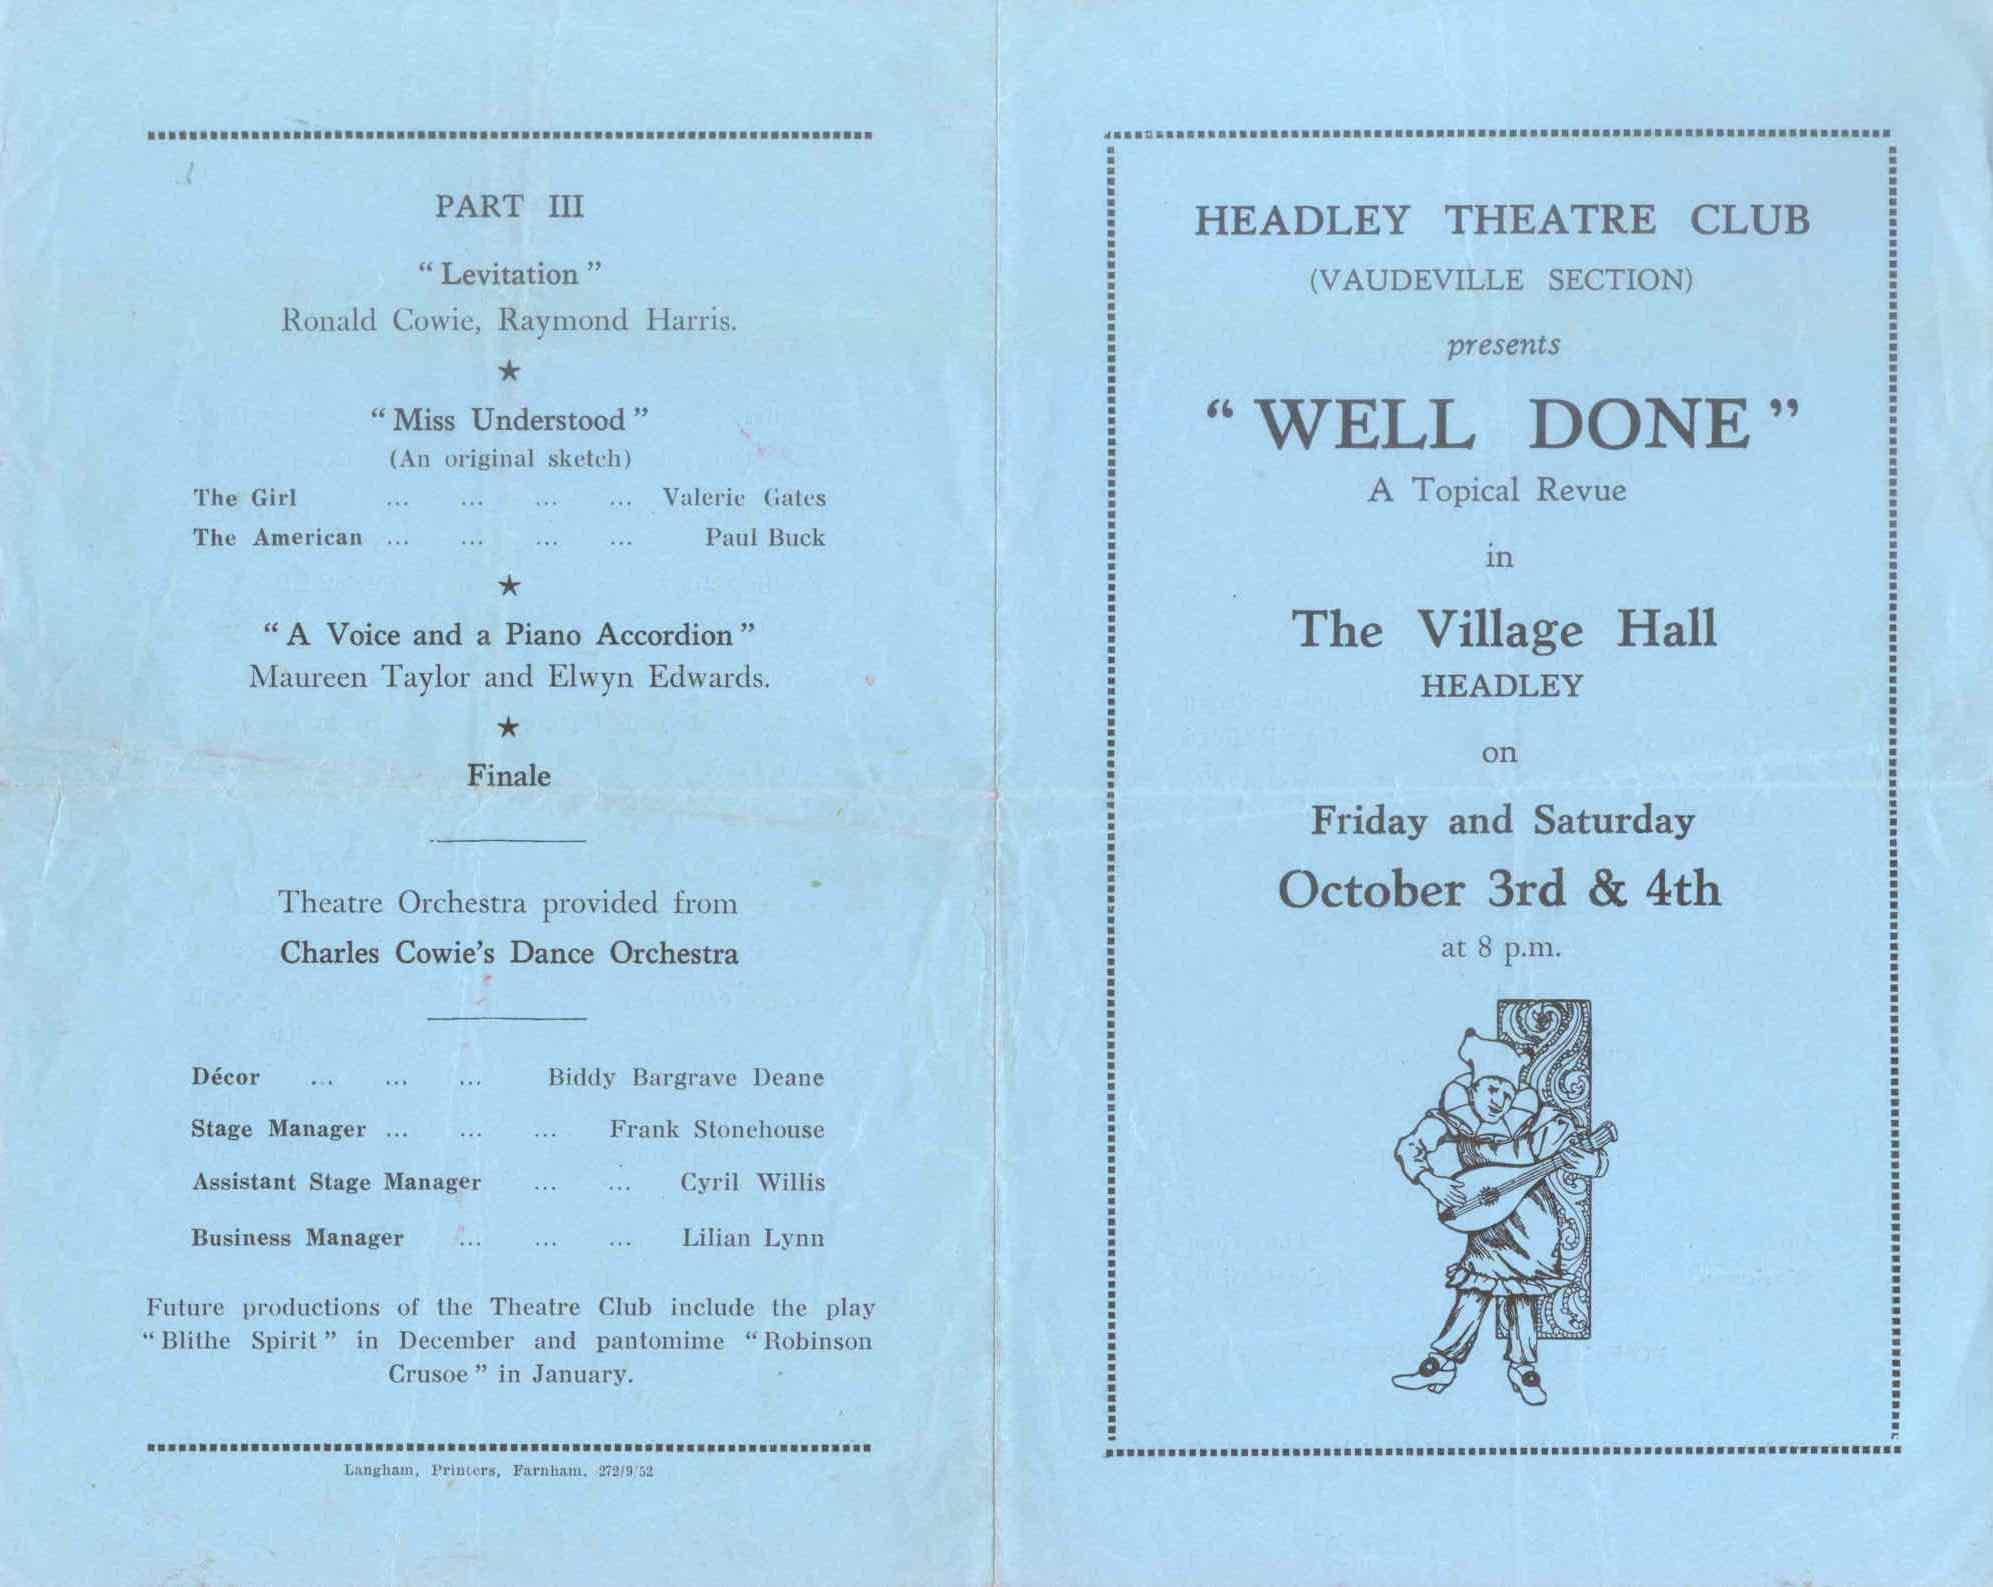 PART III
“ Levitation ”
Ronald Cowie, Raymond Harris.
“ Miss Understood ”
(An original sketch)
The Girl ... ... ... ... Valerie Gates
The American ... ... ... ... Paul Buck
“ A Voice and a Piano Accordion ”
Maureen Taylor and Elwyn Edwards.
Finale
Theatre Orchestra provided from
Charles Cowie's Dance Orchestra
Décor ... ... ... Biddy Bargrave Deane
Stage Manager ... ... ... Frank Stonehouse
Assistant Stage Manager ... ... Cyril Willis
Business Manager ... ... ... Lilian Lynn
Future productions of the Theatre Club include the play
“ Blithe Spirit ” in December and pantomime “ Robinson
Crusoe ” in January.
Langham, Printers, Farnham. 272/9/52
HEADLEY THEATRE CLUB
(VAUDEVILLE SECTION)
presents
“ WELL DONE ”
A Topical Revue
in
The Village Hall
HEADLEY
on
Friday and Saturday
October 3rd & 4th
at 8 p.m.